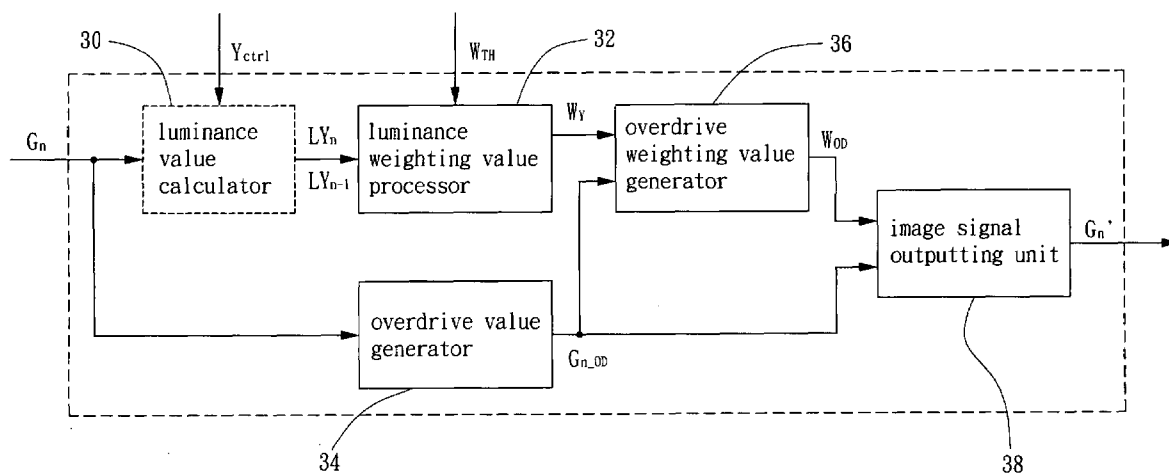 30
32
36
Yctrl
WTH
Gn
luminance
value
calculator
LYn
LYn-1
luminance
weighting value
processor
WY
overdrive
weighting value
generator
WOD
image signal
outputting unit
Gn'
overdrive value
generator
Gn_OD
34
38